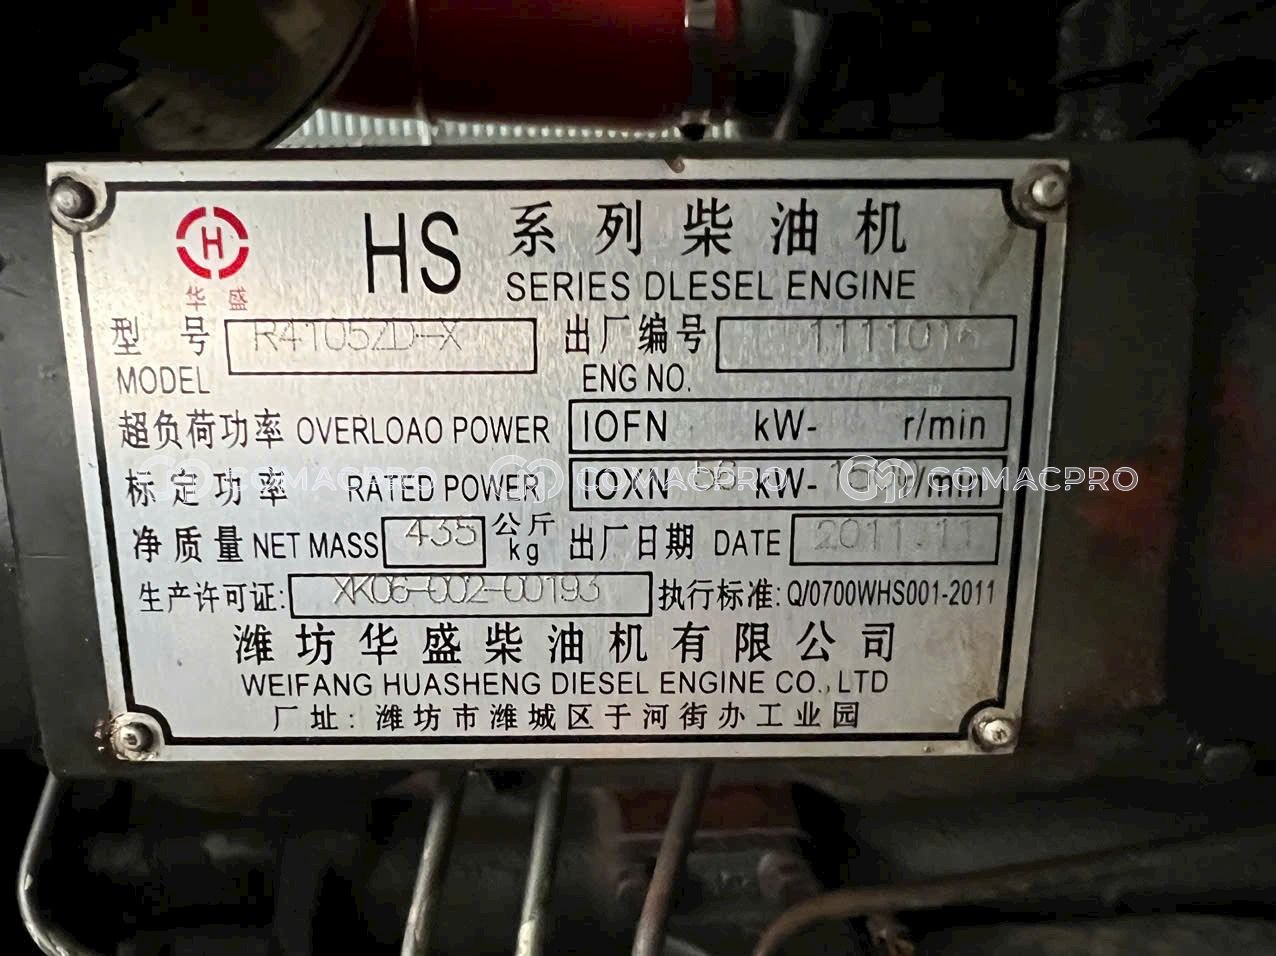 H
华盛
HS 系列柴油机
SERIES DLESEL ENGINE
型号 R4105ZD-X 出厂编号
MODEL ENG NO.
超负荷功率 OVERLOAO POWER IOFN kW- r/min
标定功率 RATED POWER IOXN 56 kW- r/min
净质量 NET MASS 435 公斤 kg 出厂日期 DATE 2011.11
生产许可证: XK06-002-00193 执行标准: Q/0700WHS001-2011
潍坊华盛柴油机有限公司
WEIFANG HUASHENG DIESEL ENGINE CO.,LTD
厂址: 潍坊市潍城区于河街办工业园
COMACPRO COMACPRO COMACPRO